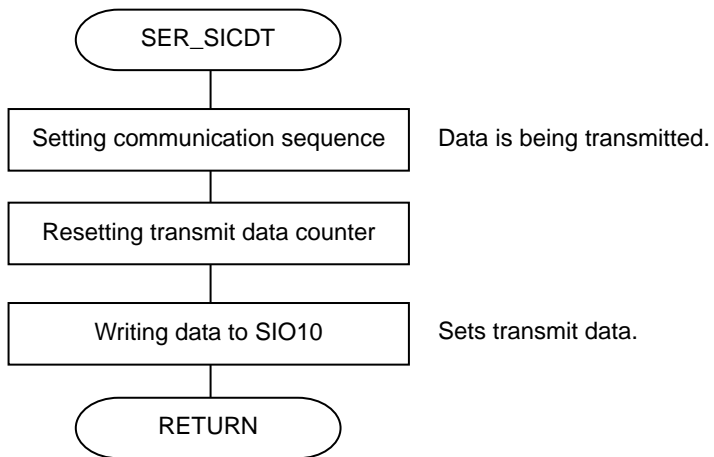 SER_SICDT
Setting communication sequence
Data is being transmitted.
Resetting transmit data counter
Writing data to SIO10
Sets transmit data.
RETURN